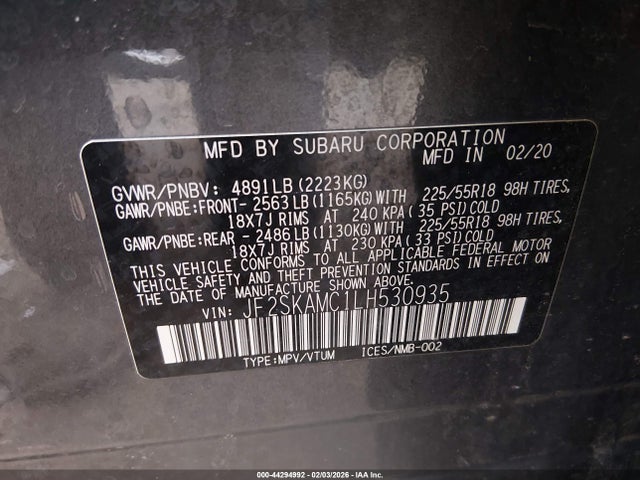 MFD BY SUBARU CORPORATION
MFD IN 02/20
GVWR/PNBV: 4891LB(2223KG)
GAWR/PNBE:FRONT- 2563LB(1165KG)WITH 225/55R18 98H TIRES,
18X7J RIMS AT 240 KPA(35 PSI)COLD
GAWR/PNBE:REAR - 2486LB(1130KG)WITH 225/55R18 98H TIRES,
18X7J RIMS AT 230 KPA(33 PSI)COLD
THIS VEHICLE CONFORMS TO ALL APPLICABLE FEDERAL MOTOR
VEHICLE SAFETY AND THEFT PREVENTION STANDARDS IN EFFECT
ON THE DATE OF MANUFACTURE SHOWN ABOVE.
VIN: JF2SKAMC1LH530935
TYPE:MPV/VTUM ICES/NMB-002
000-44294992 - 02/03/2026 - IAA Inc.